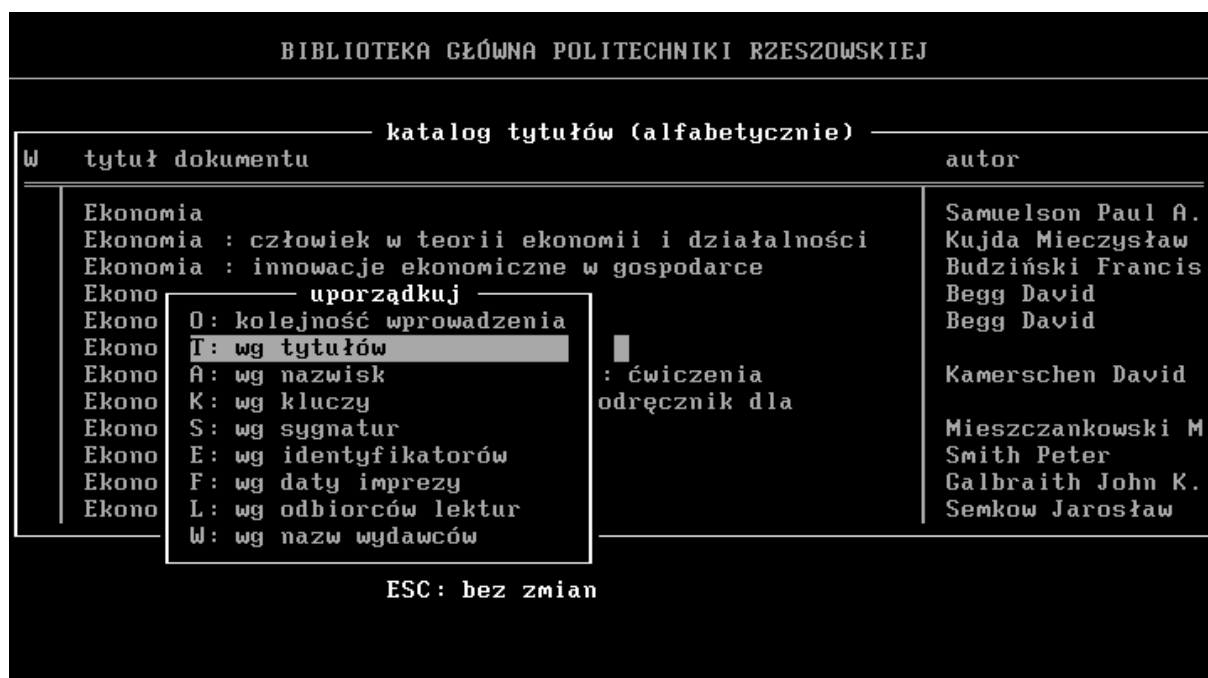 BIBLIOTEKA GŁÓWNA POLITECHNIKI RZESZOWSKIEJ
katalog tytułów (alfabetycznie)
W tytuł dokumentu autor
Ekonomia Samuelson Paul A.
Ekonomia : człowiek w teorii ekonomii i działalności Kujda Mieczysław
Ekonomia : innowacje ekonomiczne w gospodarce Budziński Francis
Ekono uporządkuj Begg David
Ekono O: kolejność wprowadzenia Begg David
Ekono T: wg tytułów
Ekono A: wg nazwisk : ćwiczenia Kamerschen David
Ekono K: wg kluczy odręcznik dla
Ekono S: wg sygnatur Mieszczankowski M
Ekono E: wg identyfikatorów Smith Peter
Ekono F: wg daty imprezy Galbraith John K.
Ekono L: wg odbiorców lektur Semkow Jarosław
W: wg nazw wydawców
ESC: bez zmian